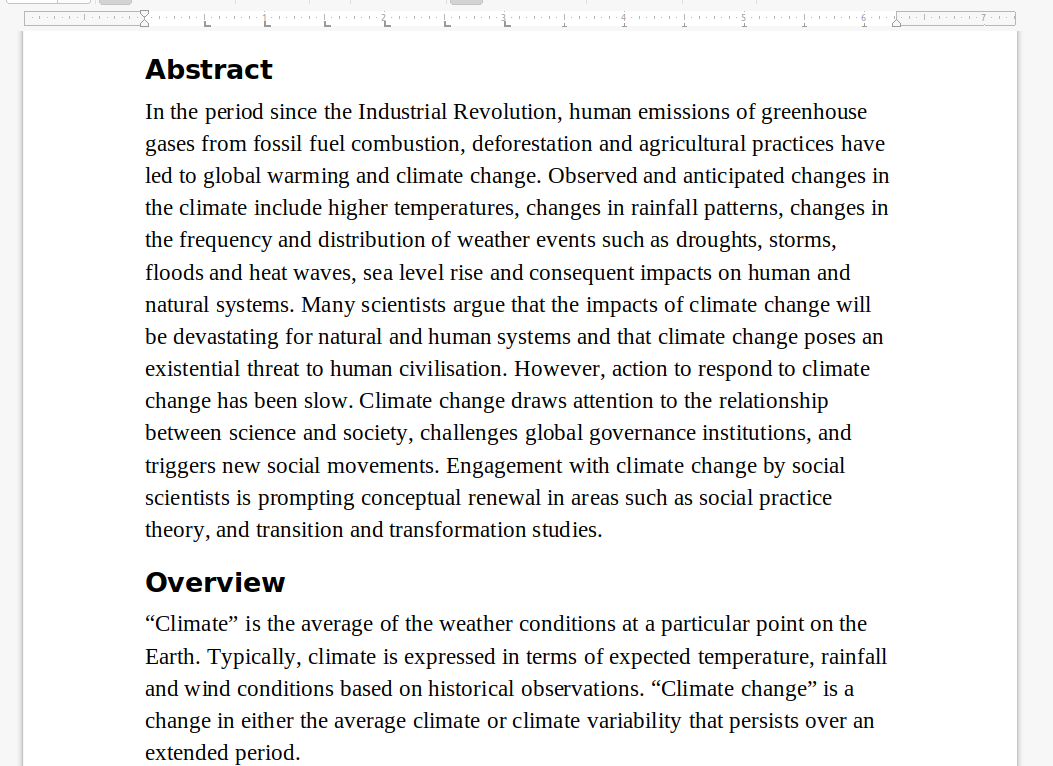 1 2 3 4 5 6 7
Abstract
In the period since the Industrial Revolution, human emissions of greenhouse
gases from fossil fuel combustion, deforestation and agricultural practices have
led to global warming and climate change. Observed and anticipated changes in
the climate include higher temperatures, changes in rainfall patterns, changes in
the frequency and distribution of weather events such as droughts, storms,
floods and heat waves, sea level rise and consequent impacts on human and
natural systems. Many scientists argue that the impacts of climate change will
be devastating for natural and human systems and that climate change poses an
existential threat to human civilisation. However, action to respond to climate
change has been slow. Climate change draws attention to the relationship
between science and society, challenges global governance institutions, and
triggers new social movements. Engagement with climate change by social
scientists is prompting conceptual renewal in areas such as social practice
theory, and transition and transformation studies.
Overview
“Climate” is the average of the weather conditions at a particular point on the
Earth. Typically, climate is expressed in terms of expected temperature, rainfall
and wind conditions based on historical observations. “Climate change” is a
change in either the average climate or climate variability that persists over an
extended period.